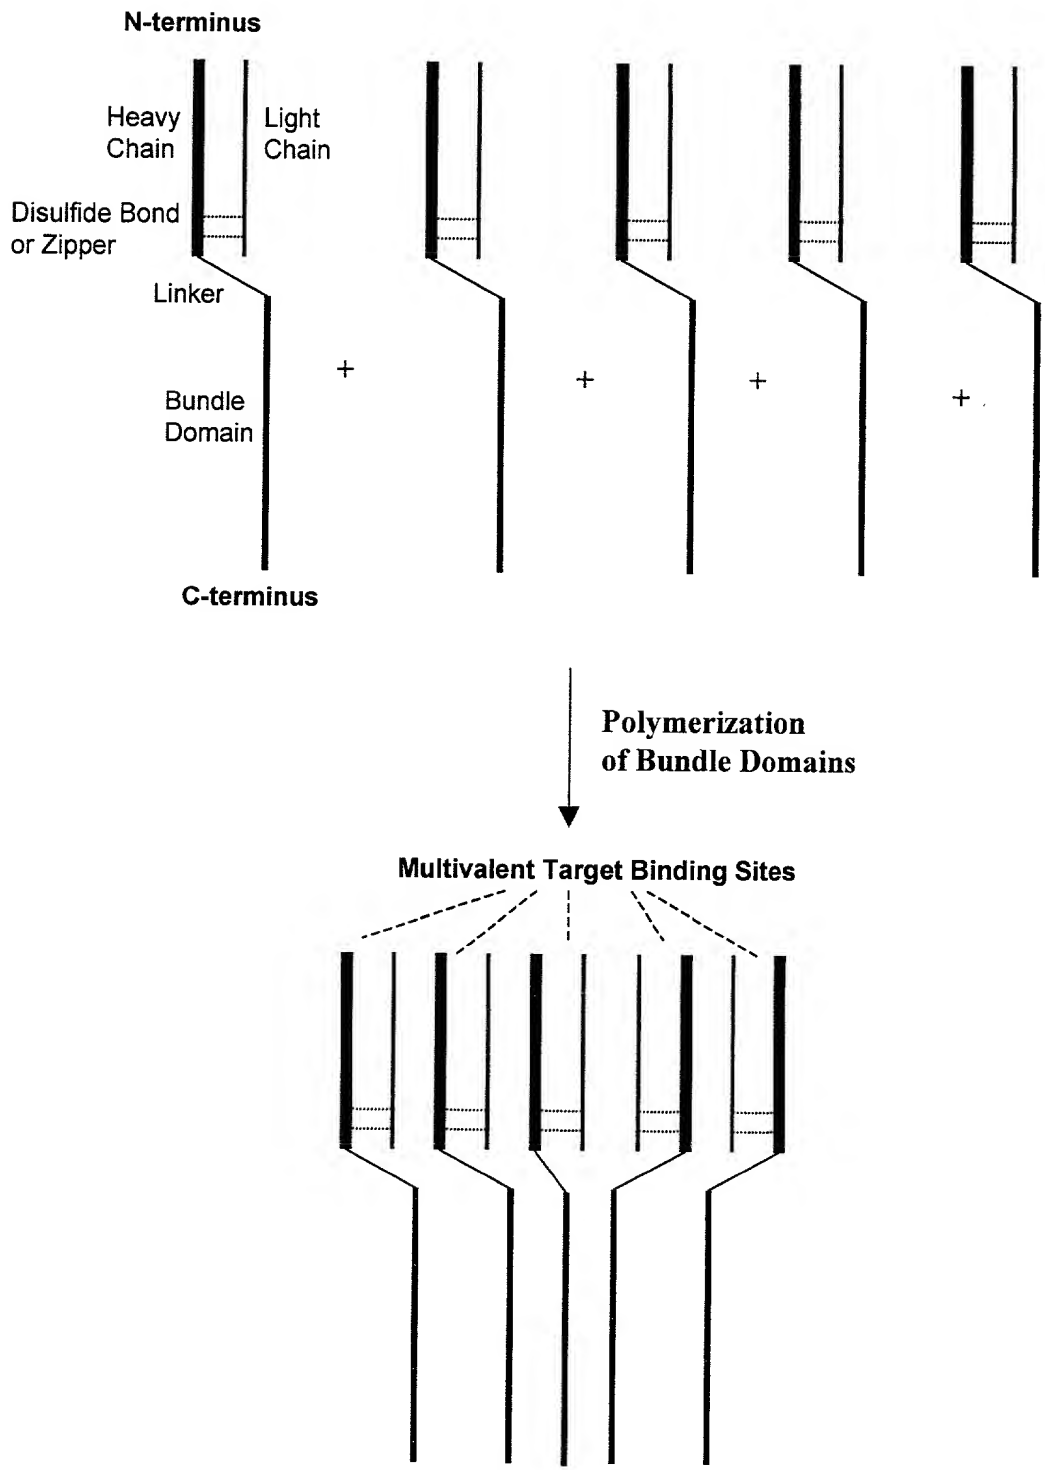 N-terminus
Heavy
Chain
Light
Chain
Disulfide Bond
or Zipper
Linker
+
+
+
+
Bundle
Domain
C-terminus
Polymerization
of Bundle Domains
Multivalent Target Binding Sites